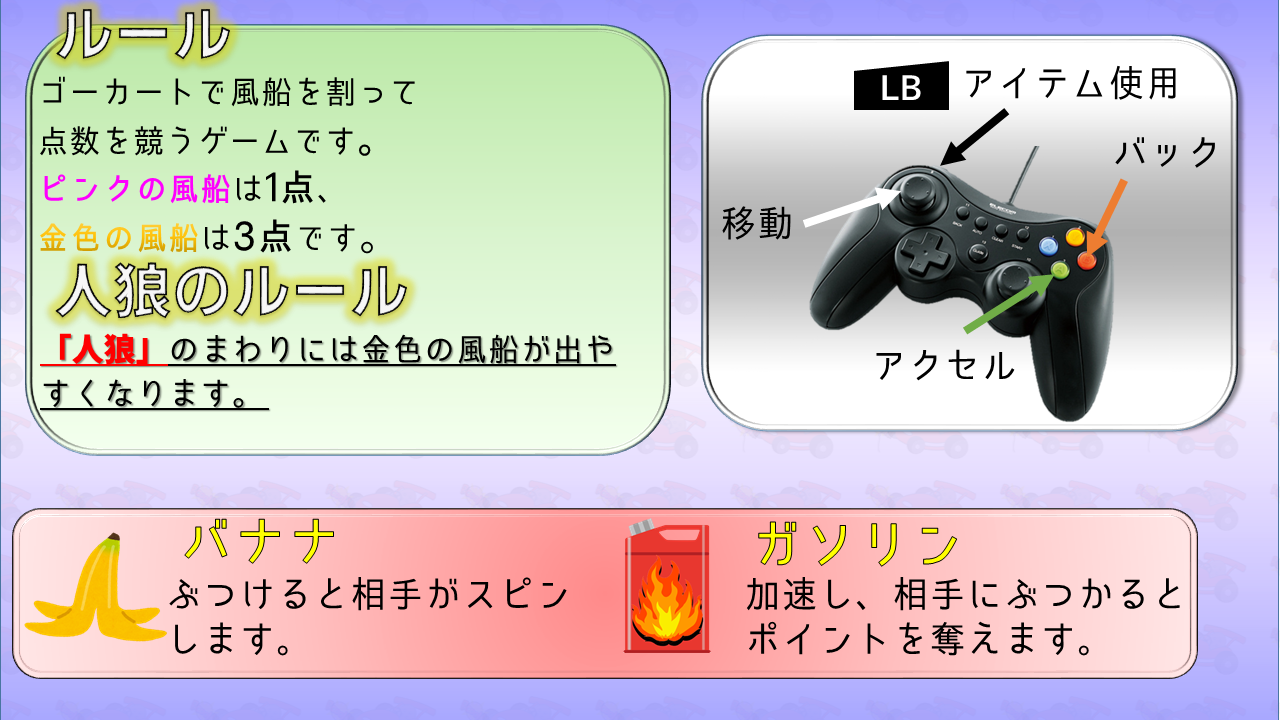 ルール
ゴーカートで風船を割って
点数を競うゲームです。
ピンクの風船は1点、
金色の風船は3点です。
人狼のルール
「人狼」のまわりには金色の風船が出や
すくなります。
LB アイテム使用
バック
移動
アクセル
バナナ
ぶつけると相手がスピン
します。
ガソリン
加速し、相手にぶつかると
ポイントを奪えます。